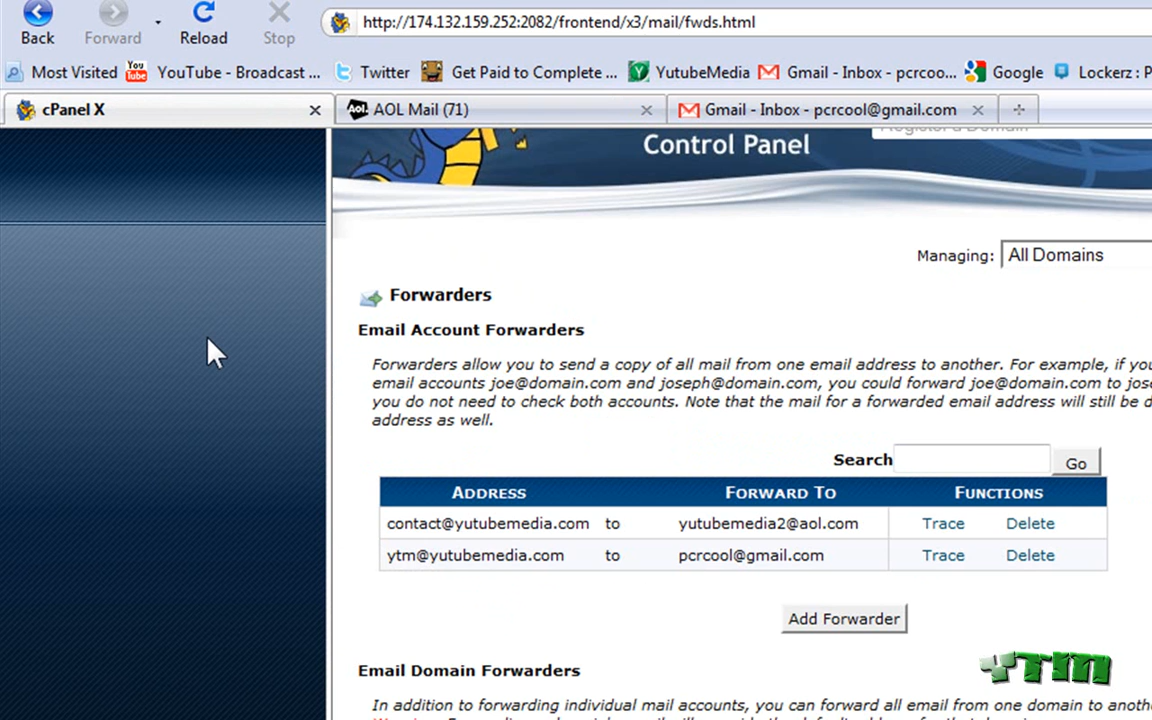 Back Forward Reload Stop http://174.132.159.252:2082/frontend/x3/mail/fwds.html
Most Visited You Tube YouTube - Broadcast ... Twitter Get Paid to Complete ... YutubeMedia Gmail - Inbox - pcrcoo... Google Lockerz : P
cPanel X Aol AOL Mail (71) Gmail - Inbox - pcrcool@gmail.com
Register a Domain
Control Panel
Managing: All Domains
Forwarders
Email Account Forwarders
Forwarders allow you to send a copy of all mail from one email address to another. For example, if you
email accounts joe@domain.com and joseph@domain.com, you could forward joe@domain.com to jose
you do not need to check both accounts. Note that the mail for a forwarded email address will still be d
address as well.
Search Go
ADDRESS FORWARD TO FUNCTIONS
contact@yutubemedia.com to yutubemedia2@aol.com Trace Delete
ytm@yutubemedia.com to pcrcool@gmail.com Trace Delete
Add Forwarder
YTM
Email Domain Forwarders
In addition to forwarding individual mail accounts, you can forward all email from one domain to anothe